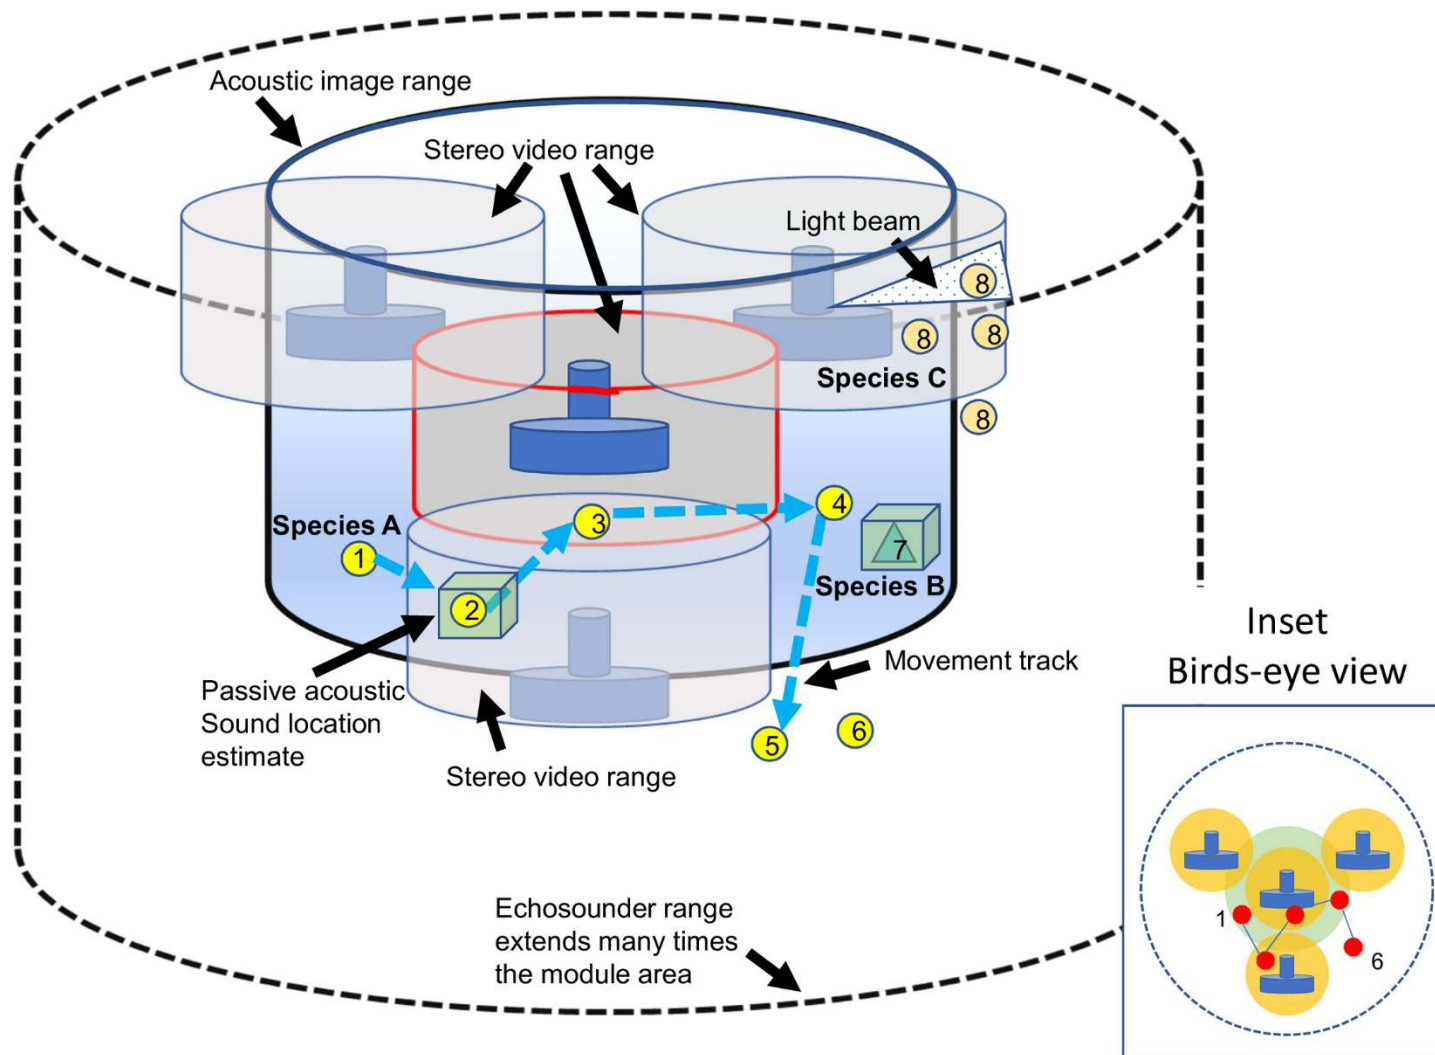 Acoustic image range
Stereo video range
Light beam
8
8
8
Species C
8
Species A
1
2
3
4
7
Species B
Passive acoustic
Sound location
estimate
Movement track
5
6
Stereo video range
Echosounder range
extends many times
the module area
Inset
Birds-eye view
1
6